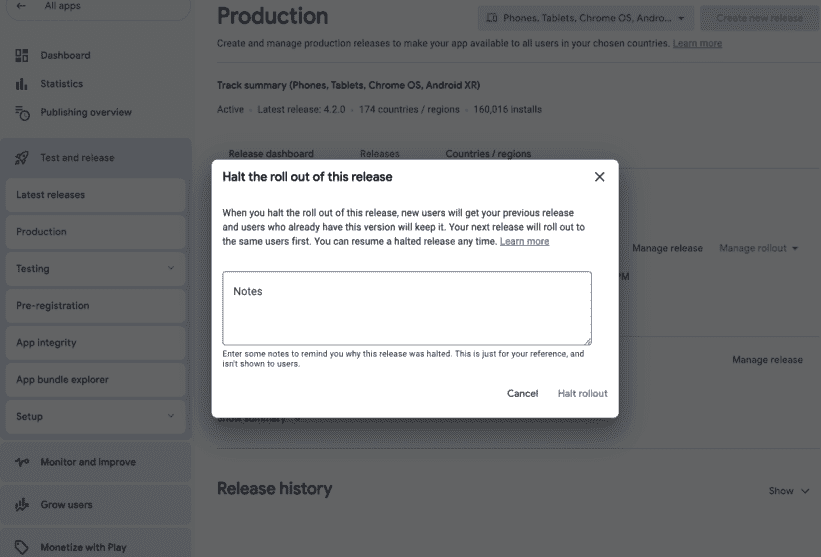 All apps
Production
Phones, Tablets, Chrome OS, Andro...
Create new release
Create and manage production releases to make your app available to all users in your chosen countries. Learn more
Dashboard
Statistics
Publishing overview
Track summary (Phones, Tablets, Chrome OS, Android XR)
Active · Latest release: 4.2.0 · 174 countries / regions · 160,016 installs
Test and release
Latest releases
Production
Testing
Pre-registration
App integrity
App bundle explorer
Setup
Monitor and improve
Grow users
Monetize with Play
Release dashboard
Releases
Countries / regions
Halt the roll out of this release
When you halt the roll out of this release, new users will get your previous release
and users who already have this version will keep it. Your next release will roll out to
the same users first. You can resume a halted release any time. Learn more
Notes
Enter some notes to remind you why this release was halted. This is just for your reference, and
isn't shown to users.
Cancel
Halt rollout
Manage release
Manage rollout
PM
Manage release
Show summary
Release history
Show